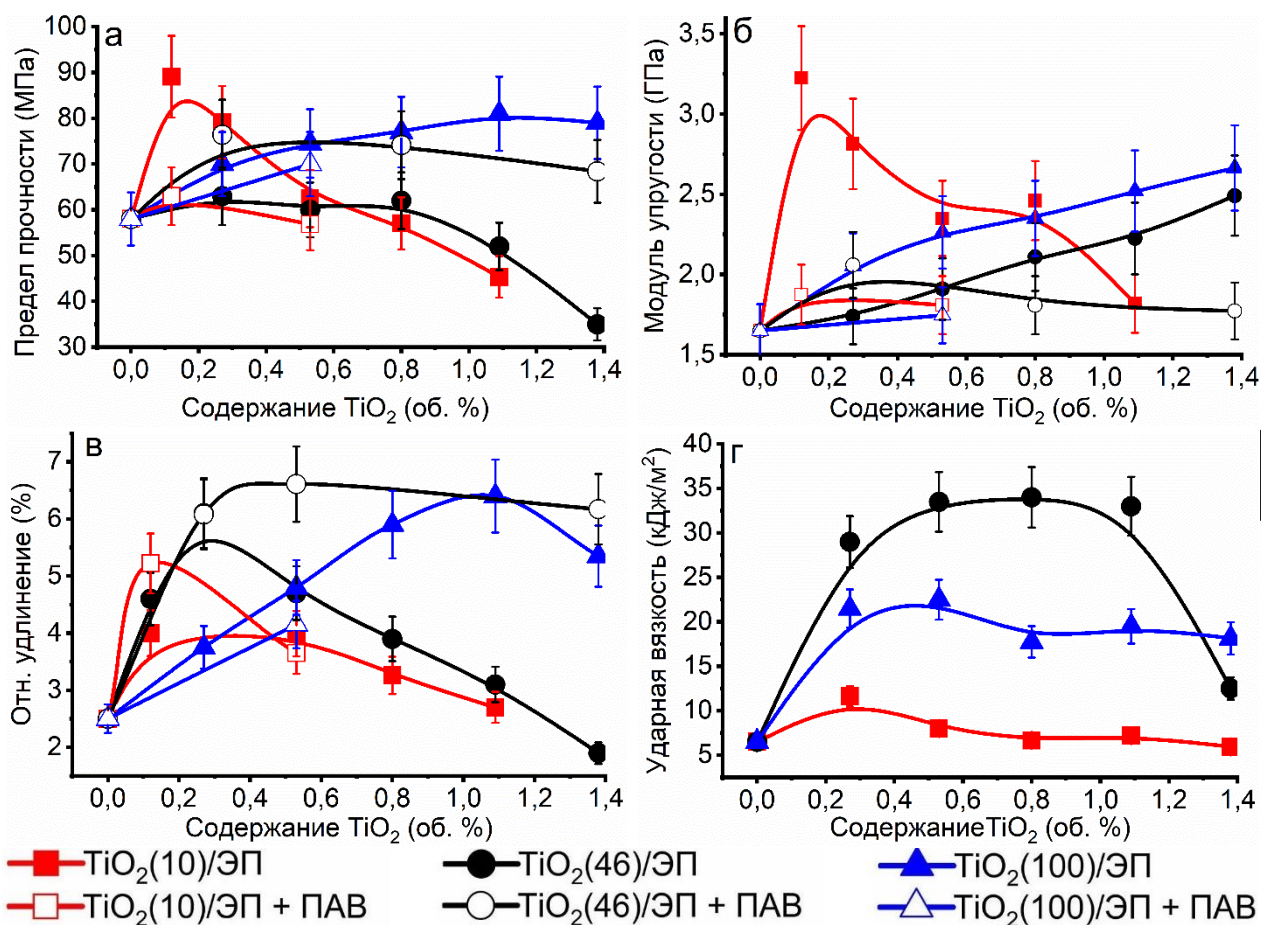 а
Предел прочности (МПа)
100
90
80
70
60
50
40
30
0,0 0,2 0,4 0,6 0,8 1,0 1,2 1,4
Содержание TiO₂ (об. %)
б
Модуль упругости (ГПа)
3,5
3,0
2,5
2,0
1,5
0,0 0,2 0,4 0,6 0,8 1,0 1,2 1,4
Содержание TiO₂ (об. %)
в
Отн. удлинение (%)
7
6
5
4
3
2
0,0 0,2 0,4 0,6 0,8 1,0 1,2 1,4
Содержание TiO₂ (об. %)
г
Ударная вязкость (кДж/м²)
40
35
30
25
20
15
10
5
0,0 0,2 0,4 0,6 0,8 1,0 1,2 1,4
СодержаниеTiO₂ (об. %)
TiO₂(10)/ЭП TiO₂(46)/ЭП TiO₂(100)/ЭП
TiO₂(10)/ЭП + ПАВ TiO₂(46)/ЭП + ПАВ TiO₂(100)/ЭП + ПАВ